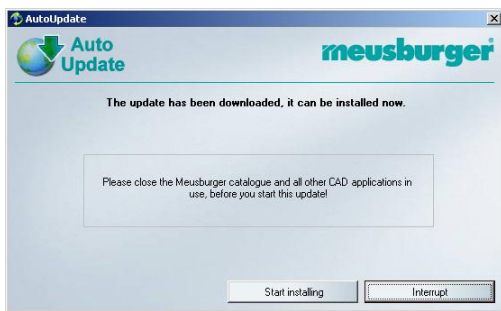 AutoUpdate
Auto
Update
meusburger
The update has been downloaded, it can be installed now.
Please close the Meusburger catalogue and all other CAD applications in
use, before you start this update!
Start installing
Interrupt